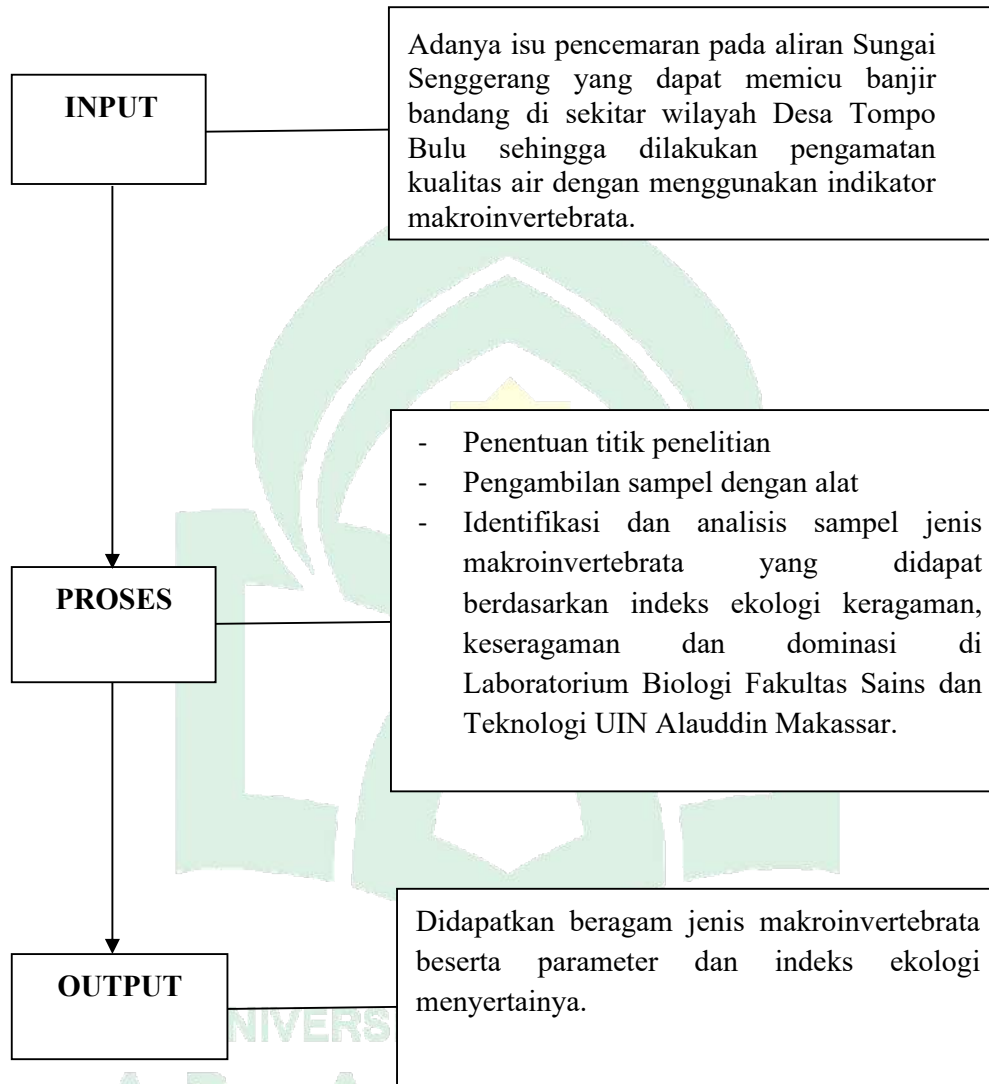 INPUT
Adanya isu pencemaran pada aliran Sungai
Senggerang yang dapat memicu banjir
bandang di sekitar wilayah Desa Tompo
Bulu sehingga dilakukan pengamatan
kualitas air dengan menggunakan indikator
makroinvertebrata.
PROSES
- Penentuan titik penelitian
- Pengambilan sampel dengan alat
- Identifikasi dan analisis sampel jenis
makroinvertebrata yang didapat
berdasarkan indeks ekologi keragaman,
keseragaman dan dominasi di
Laboratorium Biologi Fakultas Sains dan
Teknologi UIN Alauddin Makassar.
OUTPUT
Didapatkan beragam jenis makroinvertebrata
beserta parameter dan indeks ekologi
menyertainya.